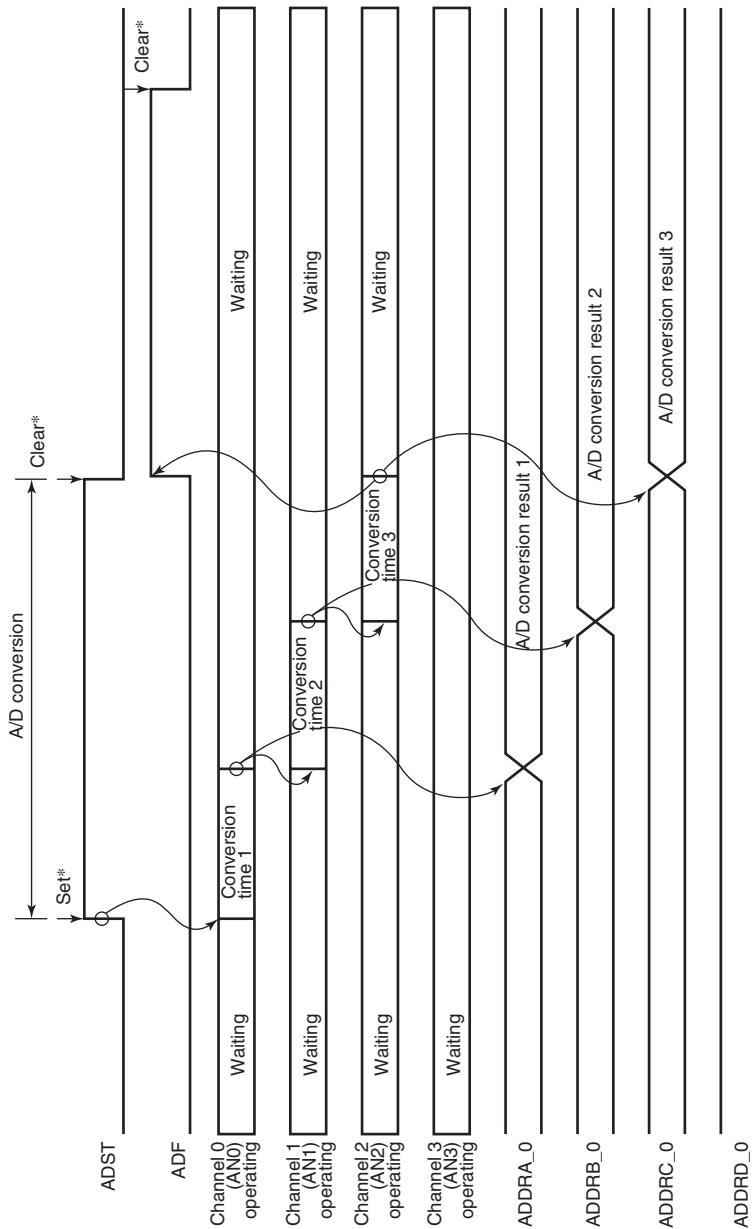 A/D conversion
Set*
Clear*
Clear*
ADST
ADF
Channel 0
(AN0)
operating
Waiting
Conversion
time 1
Waiting
Channel 1
(AN1)
operating
Waiting
Conversion
time 2
Waiting
Channel 2
(AN2)
operating
Waiting
Conversion
time 3
Waiting
Channel 3
(AN3)
operating
Waiting
ADDRA_0
A/D conversion result 1
ADDRB_0
A/D conversion result 2
ADDRC_0
A/D conversion result 3
ADDRD_0